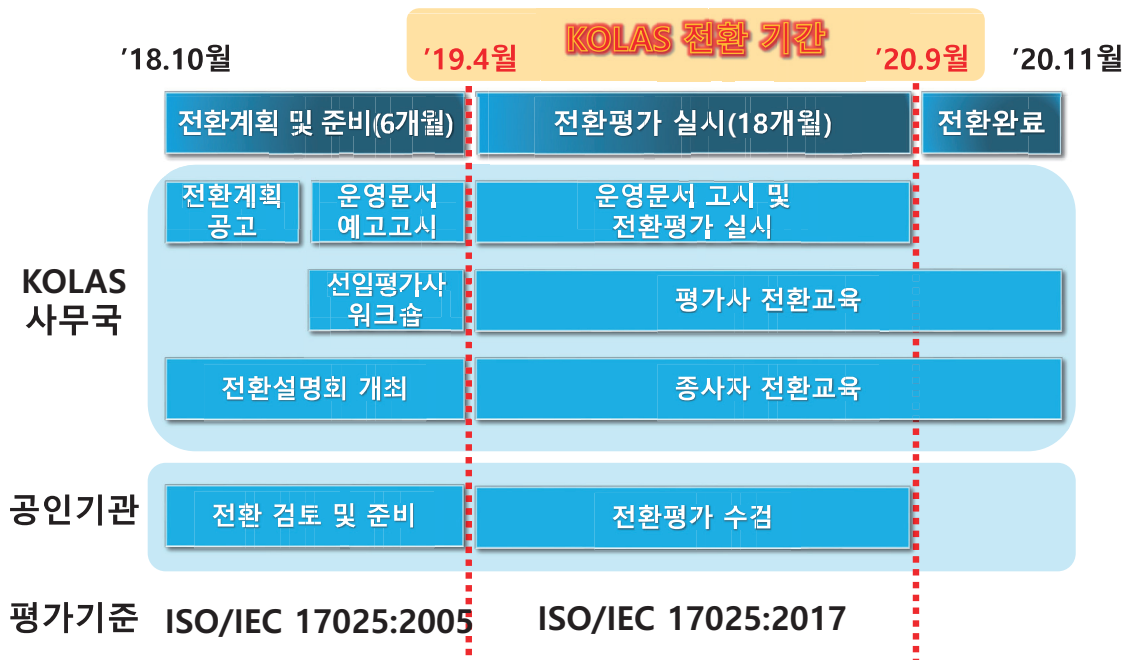 KOLAS 전환 기간
’18.10월
’19.4월
’20.9월
’20.11월
전환계획 및 준비(6개월)
전환평가 실시(18개월)
전환완료
KOLAS
사무국
전환계획
공고
운영문서
예고고시
운영문서 고시 및
전환평가 실시
선임평가사
워크숍
평가사 전환교육
전환설명회 개최
종사자 전환교육
공인기관
전환 검토 및 준비
전환평가 수검
평가기준
ISO/IEC 17025:2005
ISO/IEC 17025:2017